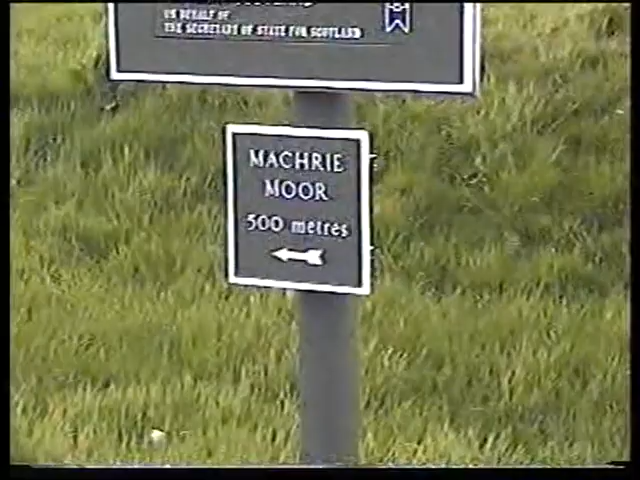 ON BEHALF OF
THE SECRETARY OF STATE FOR SCOTLAND
MACHRIE
MOOR
500 metres